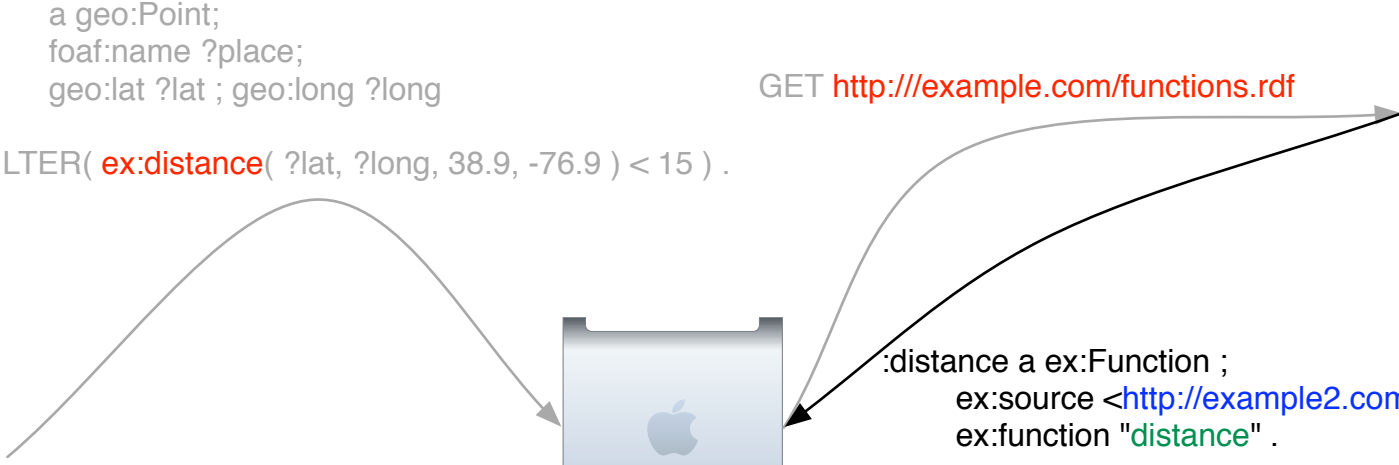 a geo:Point;
foaf:name ?place;
geo:lat ?lat ; geo:long ?long
GET http:///example.com/functions.rdf
LTER( ex:distance( ?lat, ?long, 38.9, -76.9 ) < 15 ) .
:distance a ex:Function ;
ex:source <http://example2.com
ex:function "distance" .